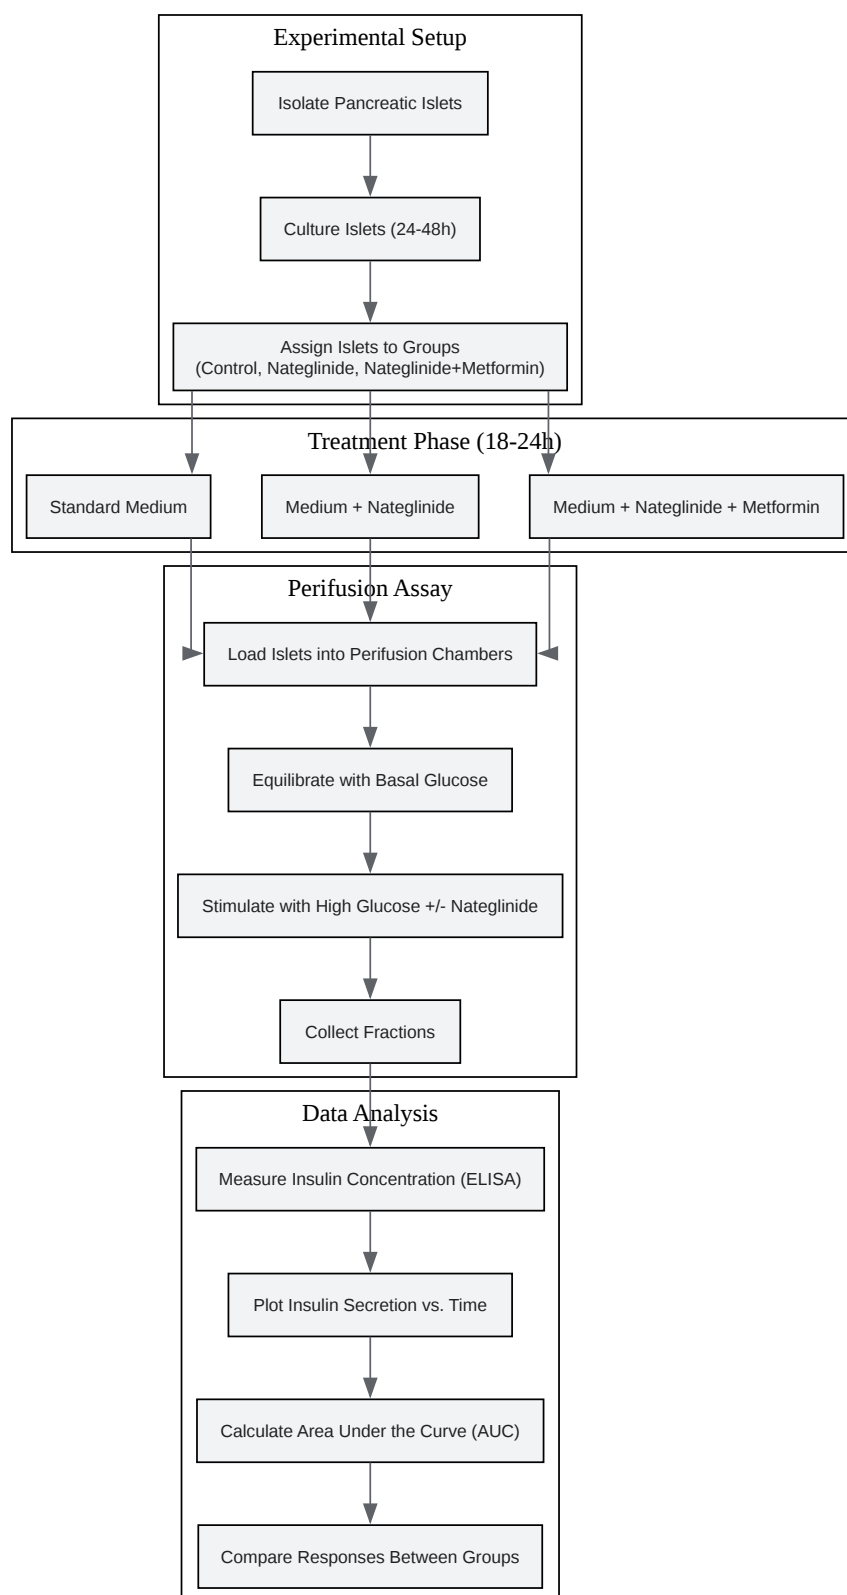 Experimental Setup
Isolate Pancreatic Islets
Culture Islets (24-48h)
Assign Islets to Groups
(Control, Nateglinide, Nateglinide+Metformin)
Treatment Phase (18-24h)
Standard Medium
Medium + Nateglinide
Medium + Nateglinide + Metformin
Perifusion Assay
Load Islets into Perifusion Chambers
Equilibrate with Basal Glucose
Stimulate with High Glucose +/- Nateglinide
Collect Fractions
Data Analysis
Measure Insulin Concentration (ELISA)
Plot Insulin Secretion vs. Time
Calculate Area Under the Curve (AUC)
Compare Responses Between Groups